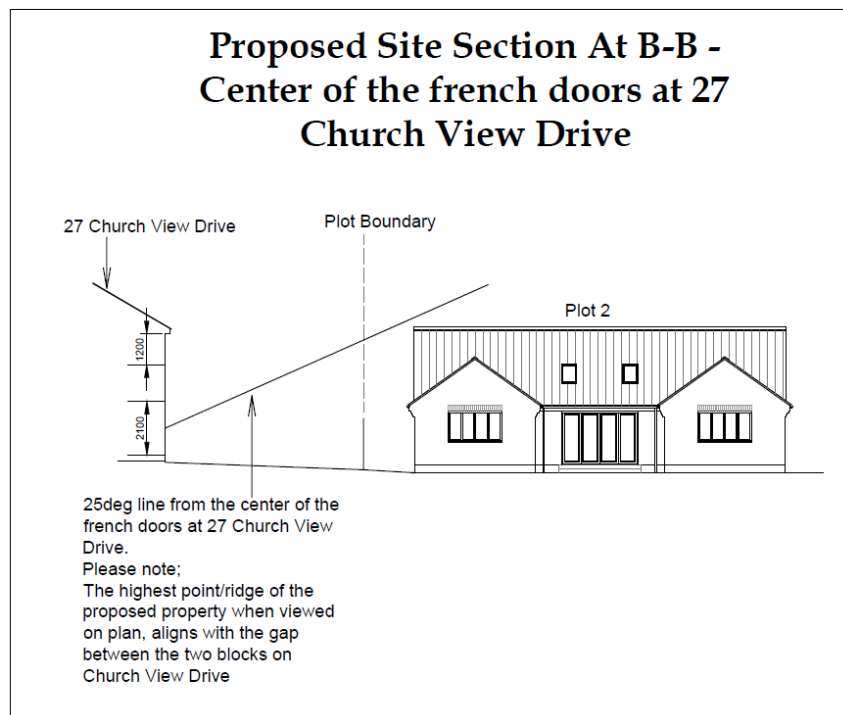 Proposed Site Section At B-B -
Center of the french doors at 27
Church View Drive
27 Church View Drive
Plot Boundary
Plot 2
1200
2100
25deg line from the center of the
french doors at 27 Church View
Drive.
Please note;
The highest point/ridge of the
proposed property when viewed
on plan, aligns with the gap
between the two blocks on
Church View Drive